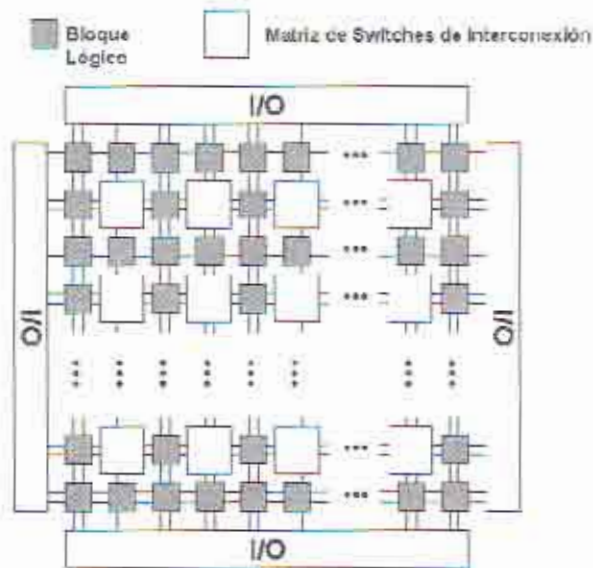 Bloque
Lógico
Matriz de Switches de Interconexión
I/O
I/O
I/O
I/O